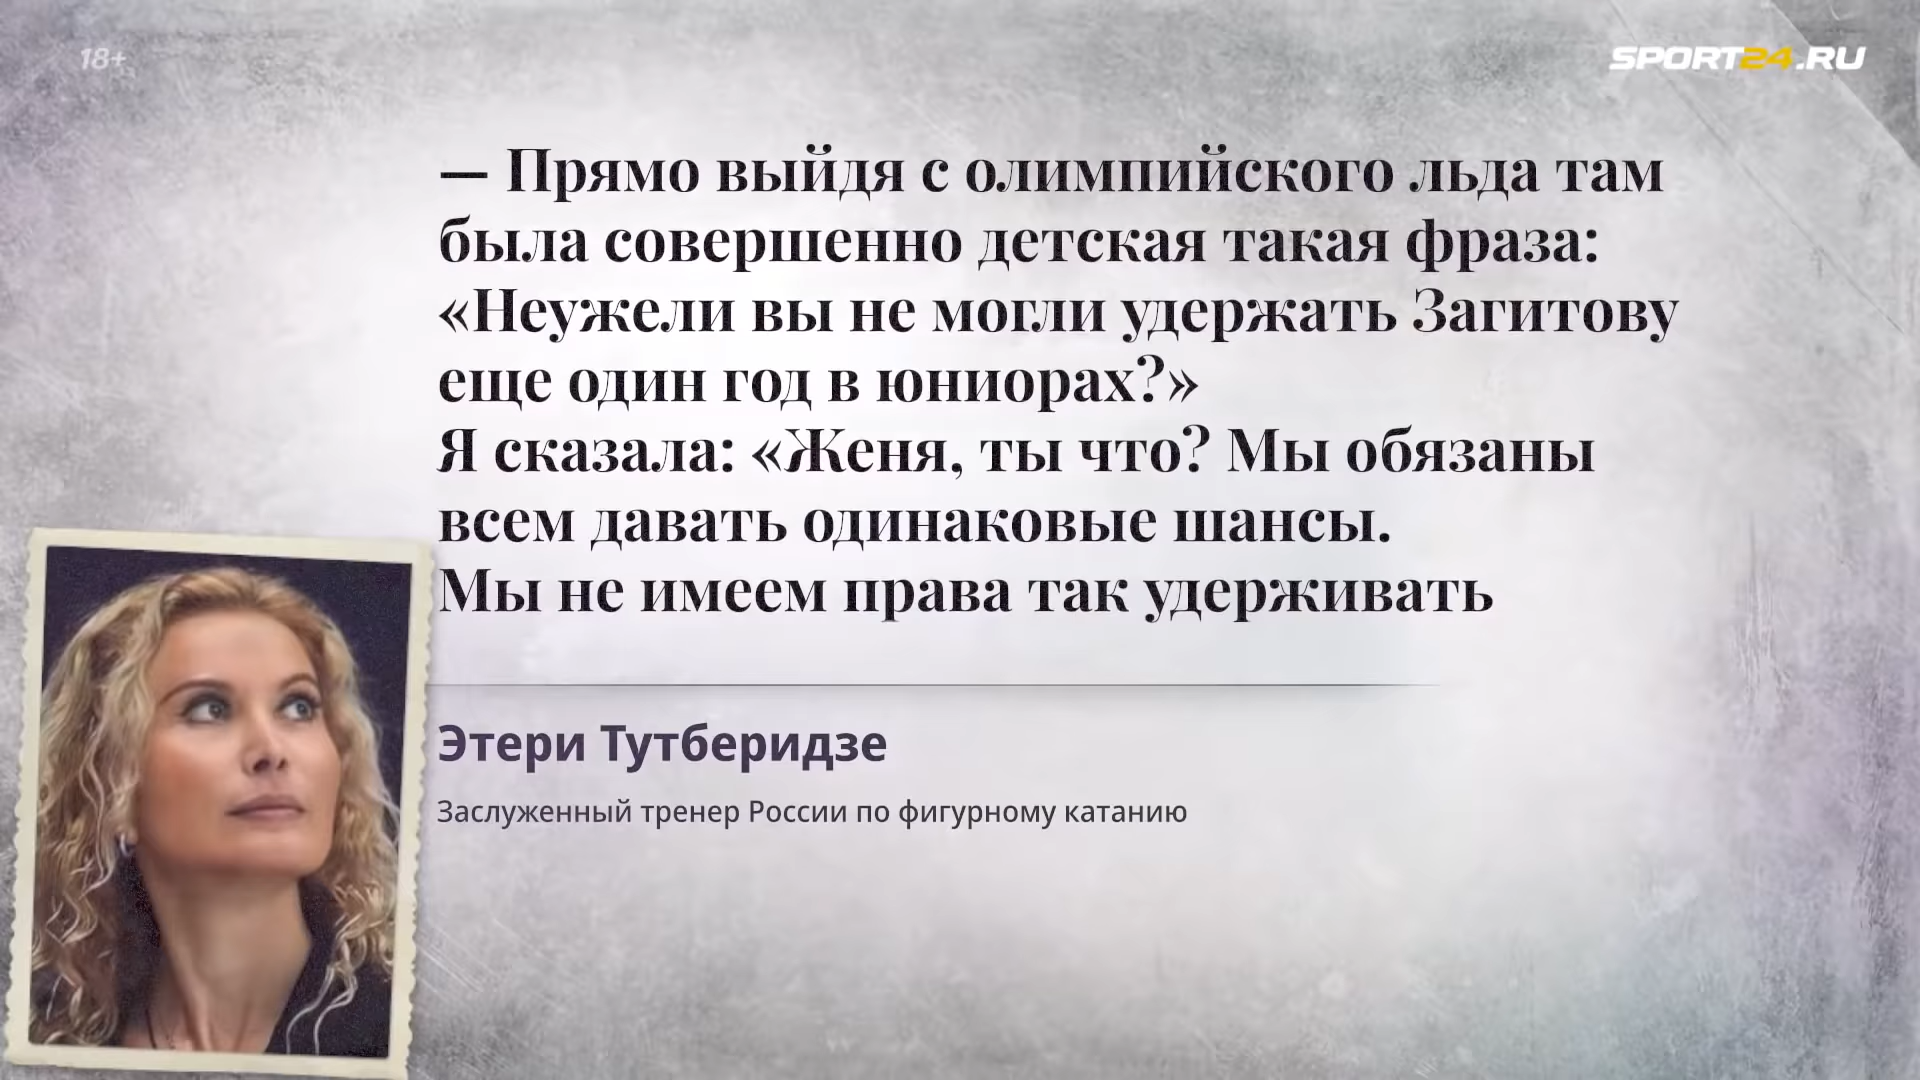 18+
SPORT24.RU
— Прямо выйдя с олимпийского льда там
была совершенно детская такая фраза:
«Неужели вы не могли удержать Загитову
еще один год в юниорах?»
Я сказала: «Женя, ты что? Мы обязаны
всем давать одинаковые шансы.
Мы не имеем права так удерживать
Этери Тутберидзе
Заслуженный тренер России по фигурному катанию